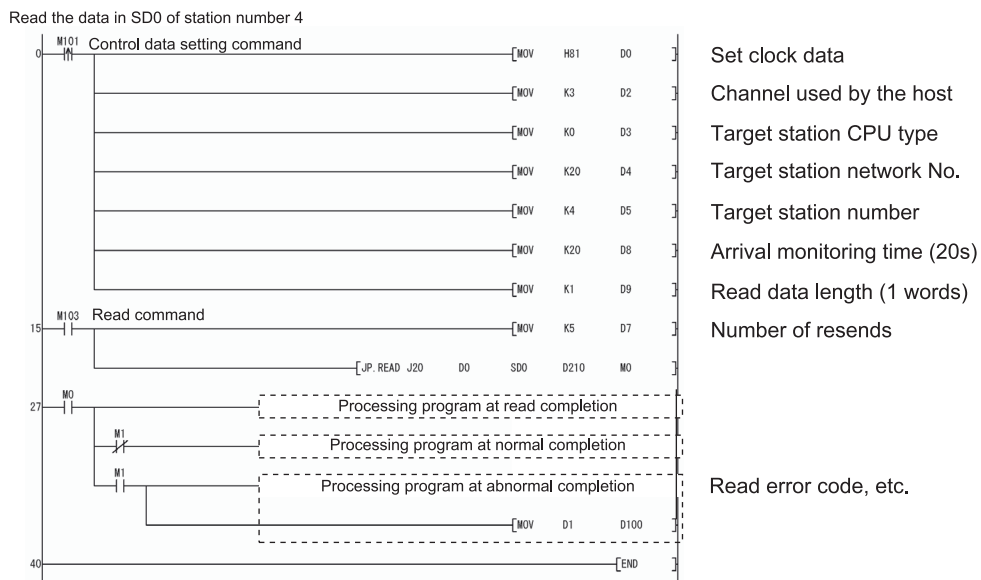 Read the data in SD0 of station number 4
M101 Control data setting command
0 [MOV H81 D0 ] Set clock data
[MOV K3 D2 ] Channel used by the host
[MOV K0 D3 ] Target station CPU type
[MOV K20 D4 ] Target station network No.
[MOV K4 D5 ] Target station number
[MOV K20 D8 ] Arrival monitoring time (20s)
[MOV K1 D9 ] Read data length (1 words)
M103 Read command
15 [MOV K5 D7 ] Number of resends
[JP.READ J20 D0 SD0 D210 M0 ]
M0
27 Processing program at read completion
M1
Processing program at normal completion
M1
Processing program at abnormal completion Read error code, etc.
[MOV D1 D100 ]
40 [END ]